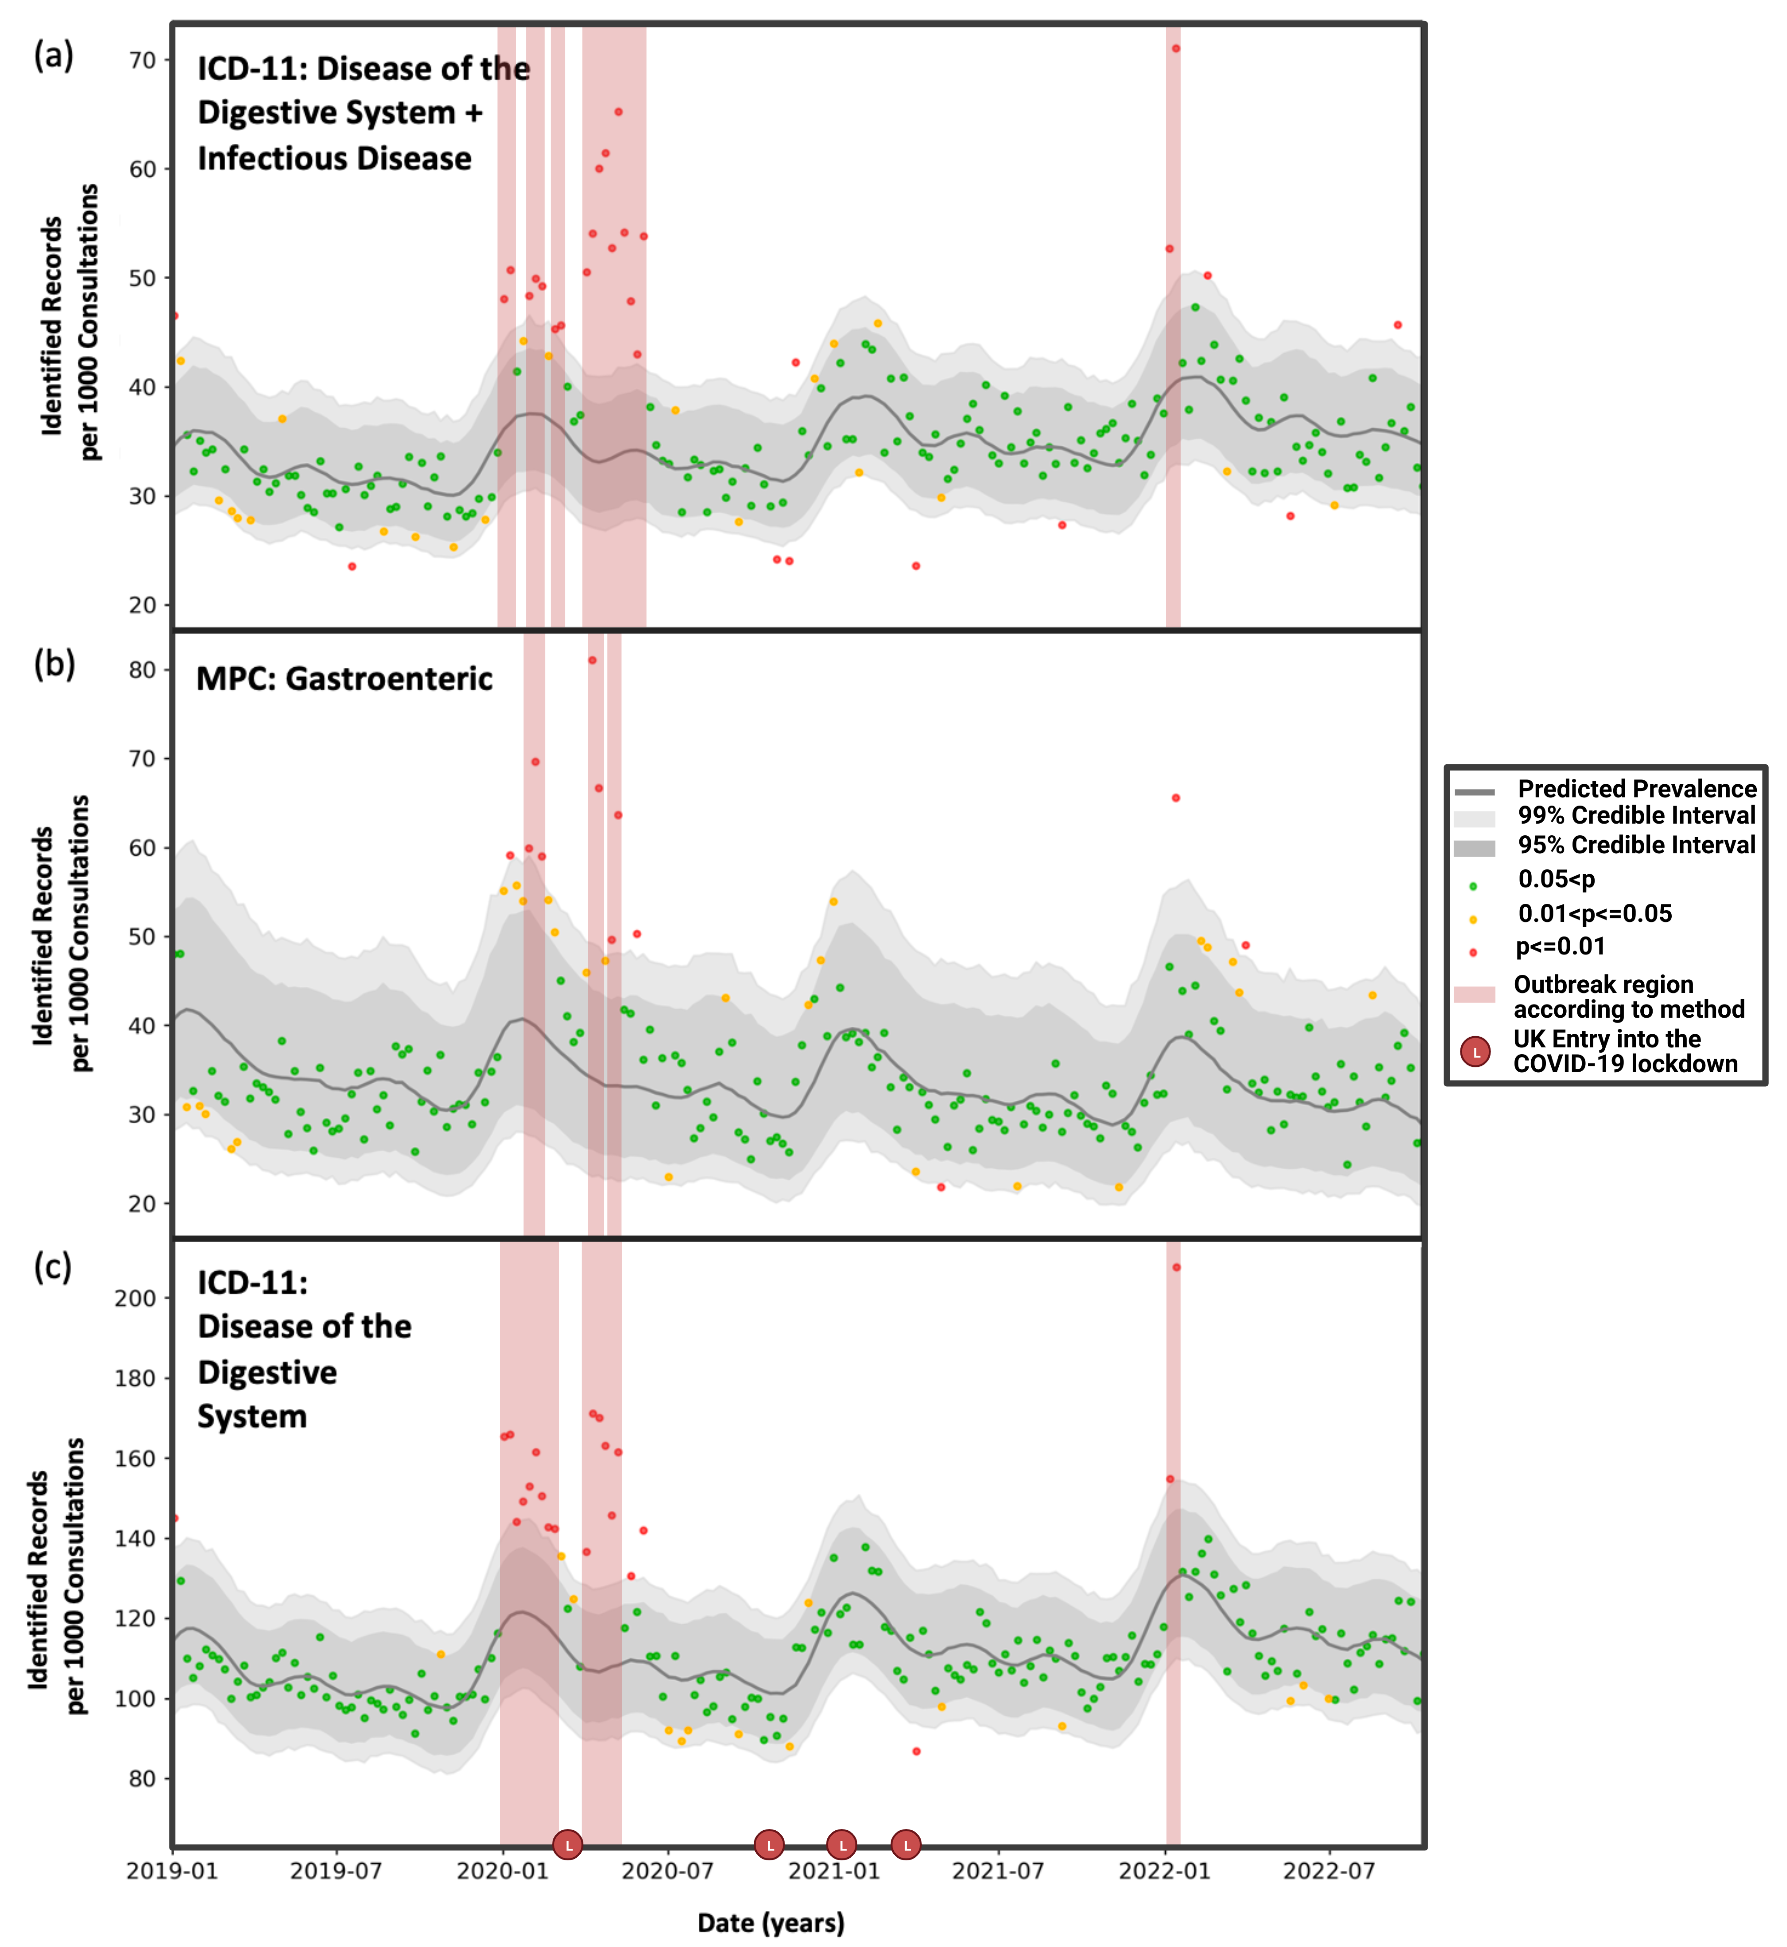 (a)
ICD-11: Disease of the
Digestive System +
Infectious Disease
Identified Records
per 1000 Consultations
70
60
50
40
30
20
(b)
MPC: Gastroenteric
Identified Records
per 1000 Consultations
80
70
60
50
40
30
20
Predicted Prevalence
99% Credible Interval
95% Credible Interval
0.05<p
0.01<p<=0.05
p<=0.01
Outbreak region
according to method
L
UK Entry into the
COVID-19 lockdown
(c)
ICD-11:
Disease of the
Digestive
System
Identified Records
per 1000 Consultations
200
180
160
140
120
100
80
L L L L
2019-01 2019-07 2020-01 2020-07 2021-01 2021-07 2022-01 2022-07
Date (years)